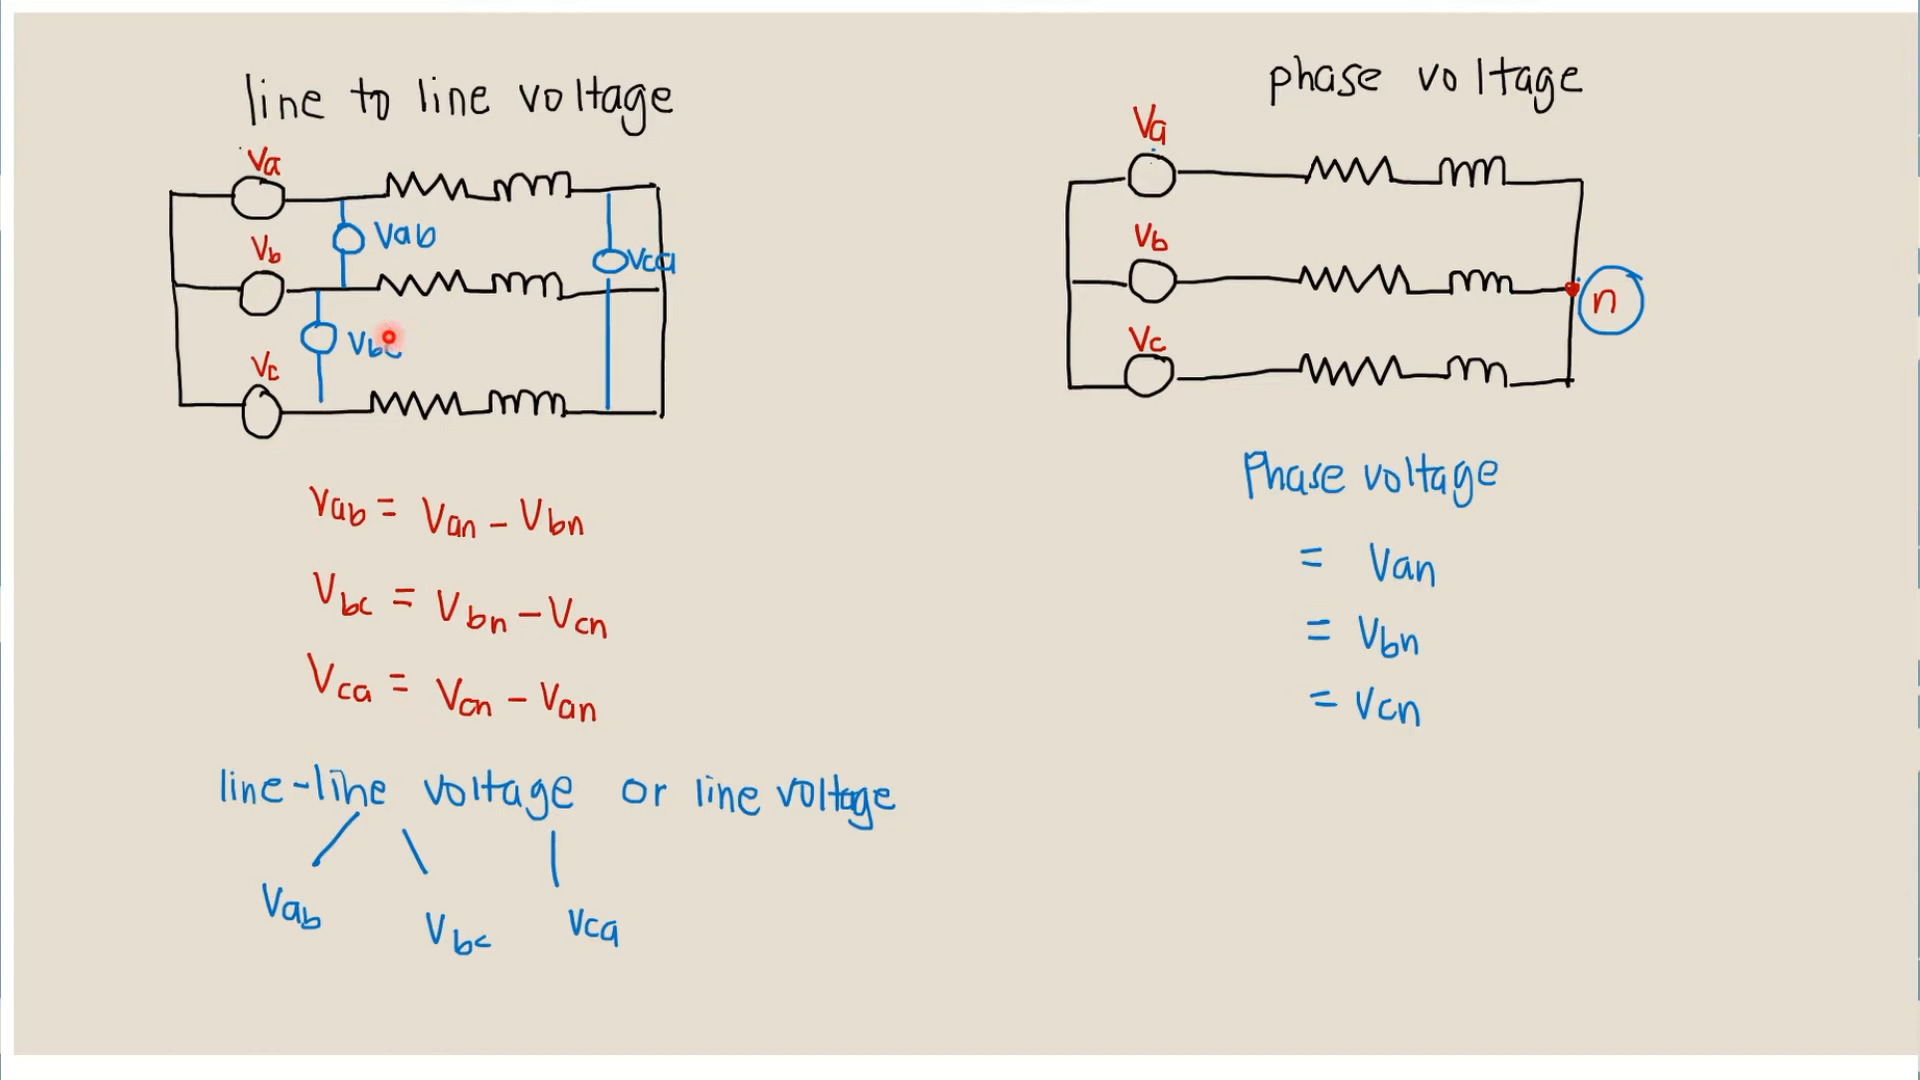 line to line voltage
Va
Vab
Vb
Vca
Vbc
Vc
Vab = Van - Vbn
Vbc = Vbn - Vcn
Vca = Vcn - Van
line-line voltage or line voltage
Vab
Vbc
Vca
phase voltage
Va
Vb
n
Vc
Phase voltage
= Van
= Vbn
= Vcn